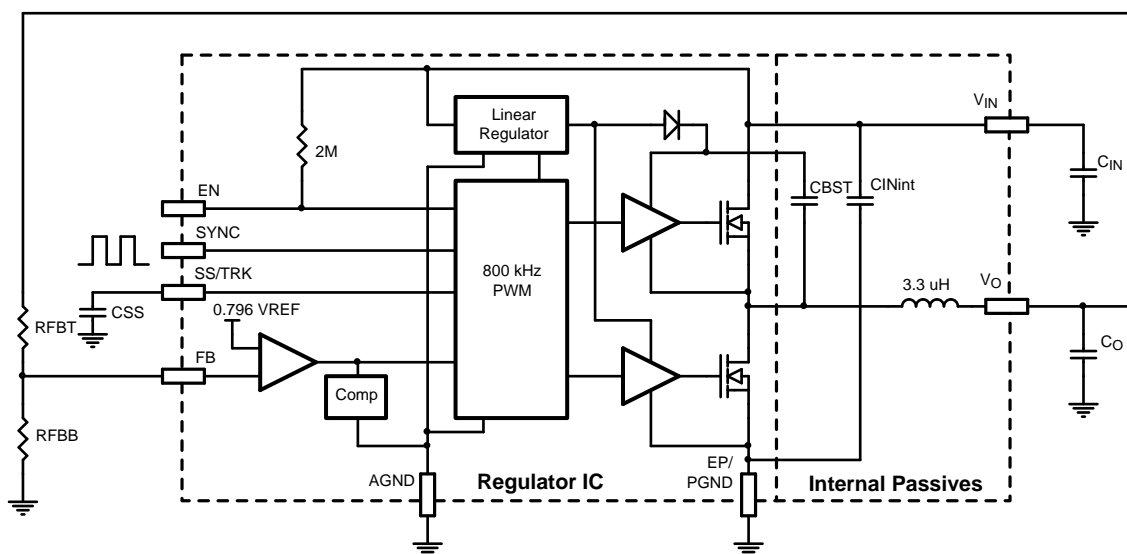 VIN
Linear
Regulator
2M
CIN
EN
CBST
CINint
SYNC
SS/TRK
800 kHz
PWM
3.3 uH
VO
CSS
0.796 VREF
RFBT
FB
CO
Comp
RFBB
AGND
Regulator IC
EP/
PGND
Internal Passives